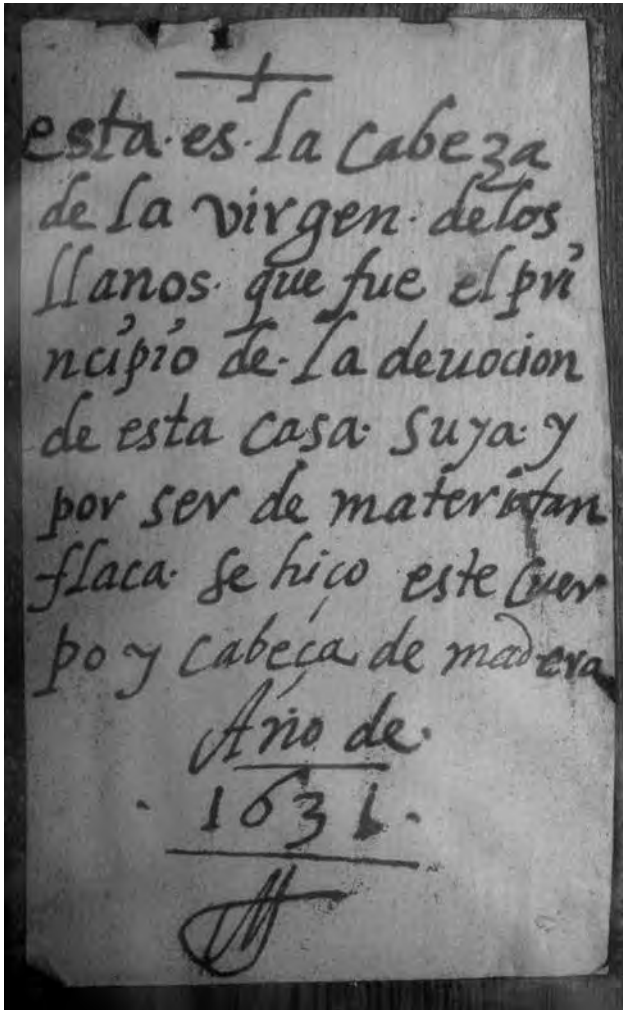 esta·es·la cabeza
de la virgen· delos
llanos· que fue el pri
ncipio de·la deuocion
de esta casa· suya·y
por ser de materia tan
flaca· se hiço este cuer
po y cabeça de madera
Año de·
·1631·